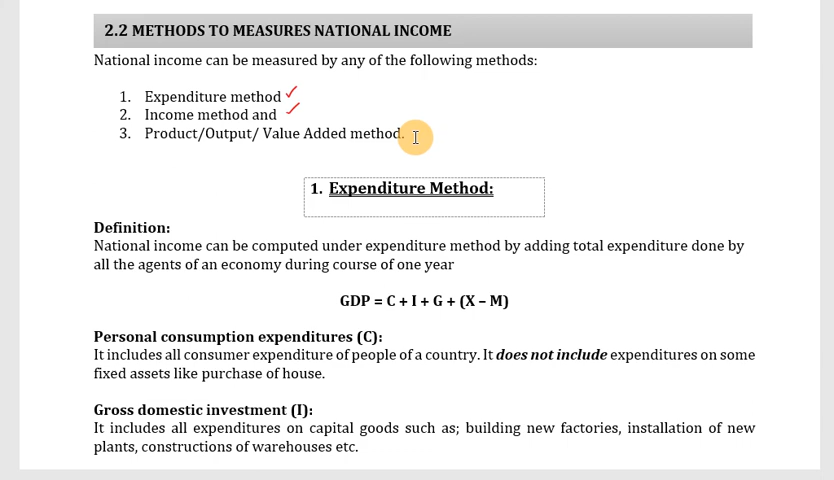 2.2 METHODS TO MEASURES NATIONAL INCOME
National income can be measured by any of the following methods:
1. Expenditure method
2. Income method and
3. Product/Output/ Value Added method.
1. Expenditure Method:
Definition:
National income can be computed under expenditure method by adding total expenditure done by
all the agents of an economy during course of one year
GDP = C + I + G + (X – M)
Personal consumption expenditures (C):
It includes all consumer expenditure of people of a country. It does not include expenditures on some
fixed assets like purchase of house.
Gross domestic investment (I):
It includes all expenditures on capital goods such as; building new factories, installation of new
plants, constructions of warehouses etc.